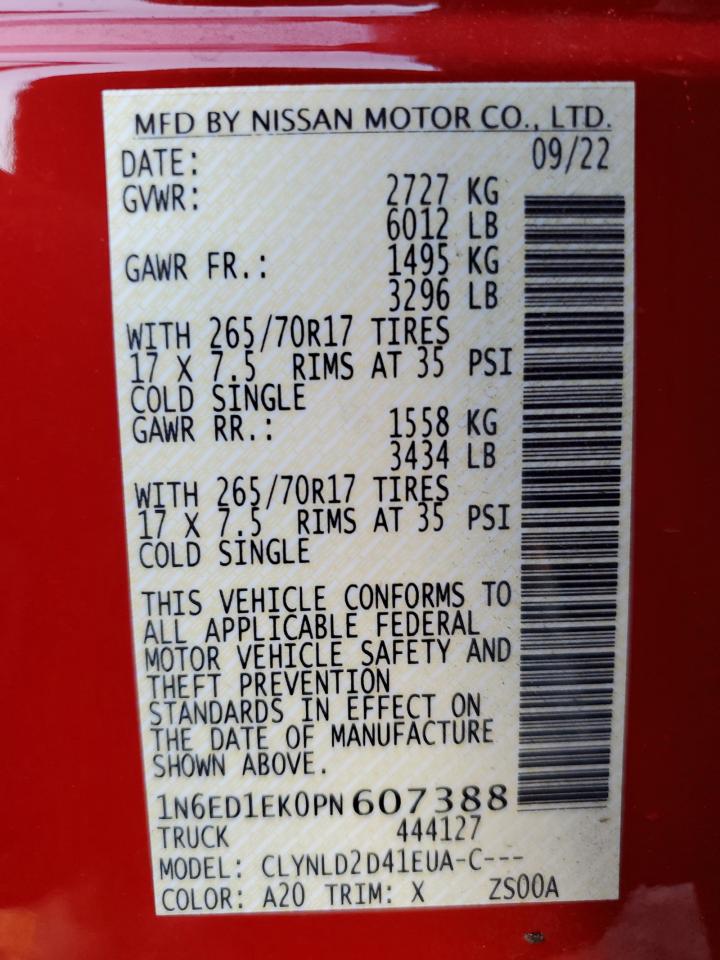 MFD BY NISSAN MOTOR CO., LTD.
DATE: 09/22
GVWR: 2727 KG
6012 LB
GAWR FR.: 1495 KG
3296 LB
WITH 265/70R17 TIRES
17 X 7.5 RIMS AT 35 PSI
COLD SINGLE
GAWR RR.: 1558 KG
3434 LB
WITH 265/70R17 TIRES
17 X 7.5 RIMS AT 35 PSI
COLD SINGLE
THIS VEHICLE CONFORMS TO
ALL APPLICABLE FEDERAL
MOTOR VEHICLE SAFETY AND
THEFT PREVENTION
STANDARDS IN EFFECT ON
THE DATE OF MANUFACTURE
SHOWN ABOVE.
1N6ED1EK0PN607388
TRUCK 444127
MODEL: CLYNLD2D41EUA-C---
COLOR: A20 TRIM: X ZS00A